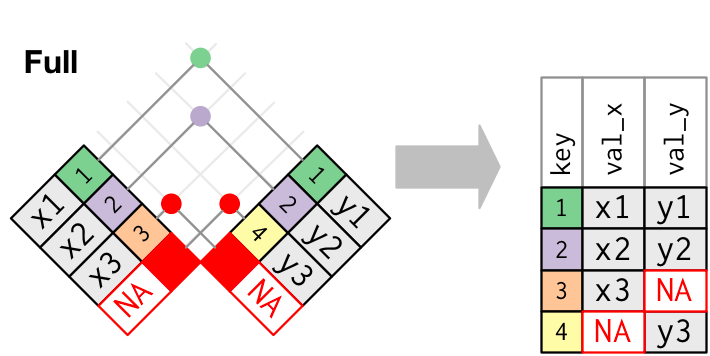 Full
1 1
x1 2 2 y1
x2 3 4 y2
x3 y3
NA NA
key val_x val_y
1 x1 y1
2 x2 y2
3 x3 NA
4 NA y3